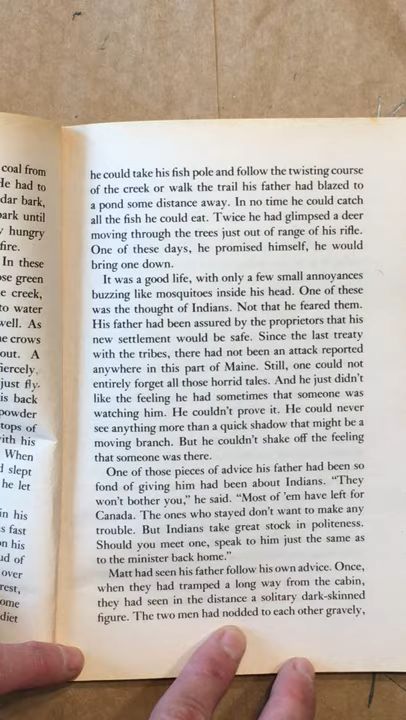 coal from
He had to
dar bark,
bark until
hungry
fire.
In these
ose green
e creek,
to water
well. As
e crows
out. A
fiercely.
just fly-
is back
powder
tops of
with his
When
d slept
he let
in his
s fast
on his
ud of
over
rest,
ome
diet
he could take his fish pole and follow the twisting course
of the creek or walk the trail his father had blazed to
a pond some distance away. In no time he could catch
all the fish he could eat. Twice he had glimpsed a deer
moving through the trees just out of range of his rifle.
One of these days, he promised himself, he would
bring one down.
It was a good life, with only a few small annoyances
buzzing like mosquitoes inside his head. One of these
was the thought of Indians. Not that he feared them.
His father had been assured by the proprietors that his
new settlement would be safe. Since the last treaty
with the tribes, there had not been an attack reported
anywhere in this part of Maine. Still, one could not
entirely forget all those horrid tales. And he just didn't
like the feeling he had sometimes that someone was
watching him. He couldn't prove it. He could never
see anything more than a quick shadow that might be a
moving branch. But he couldn't shake off the feeling
that someone was there.
One of those pieces of advice his father had been so
fond of giving him had been about Indians. "They
won't bother you," he said. "Most of 'em have left for
Canada. The ones who stayed don't want to make any
trouble. But Indians take great stock in politeness.
Should you meet one, speak to him just the same as
to the minister back home."
Matt had seen his father follow his own advice. Once,
when they had tramped a long way from the cabin,
they had seen in the distance a solitary dark-skinned
figure. The two men had nodded to each other gravely,